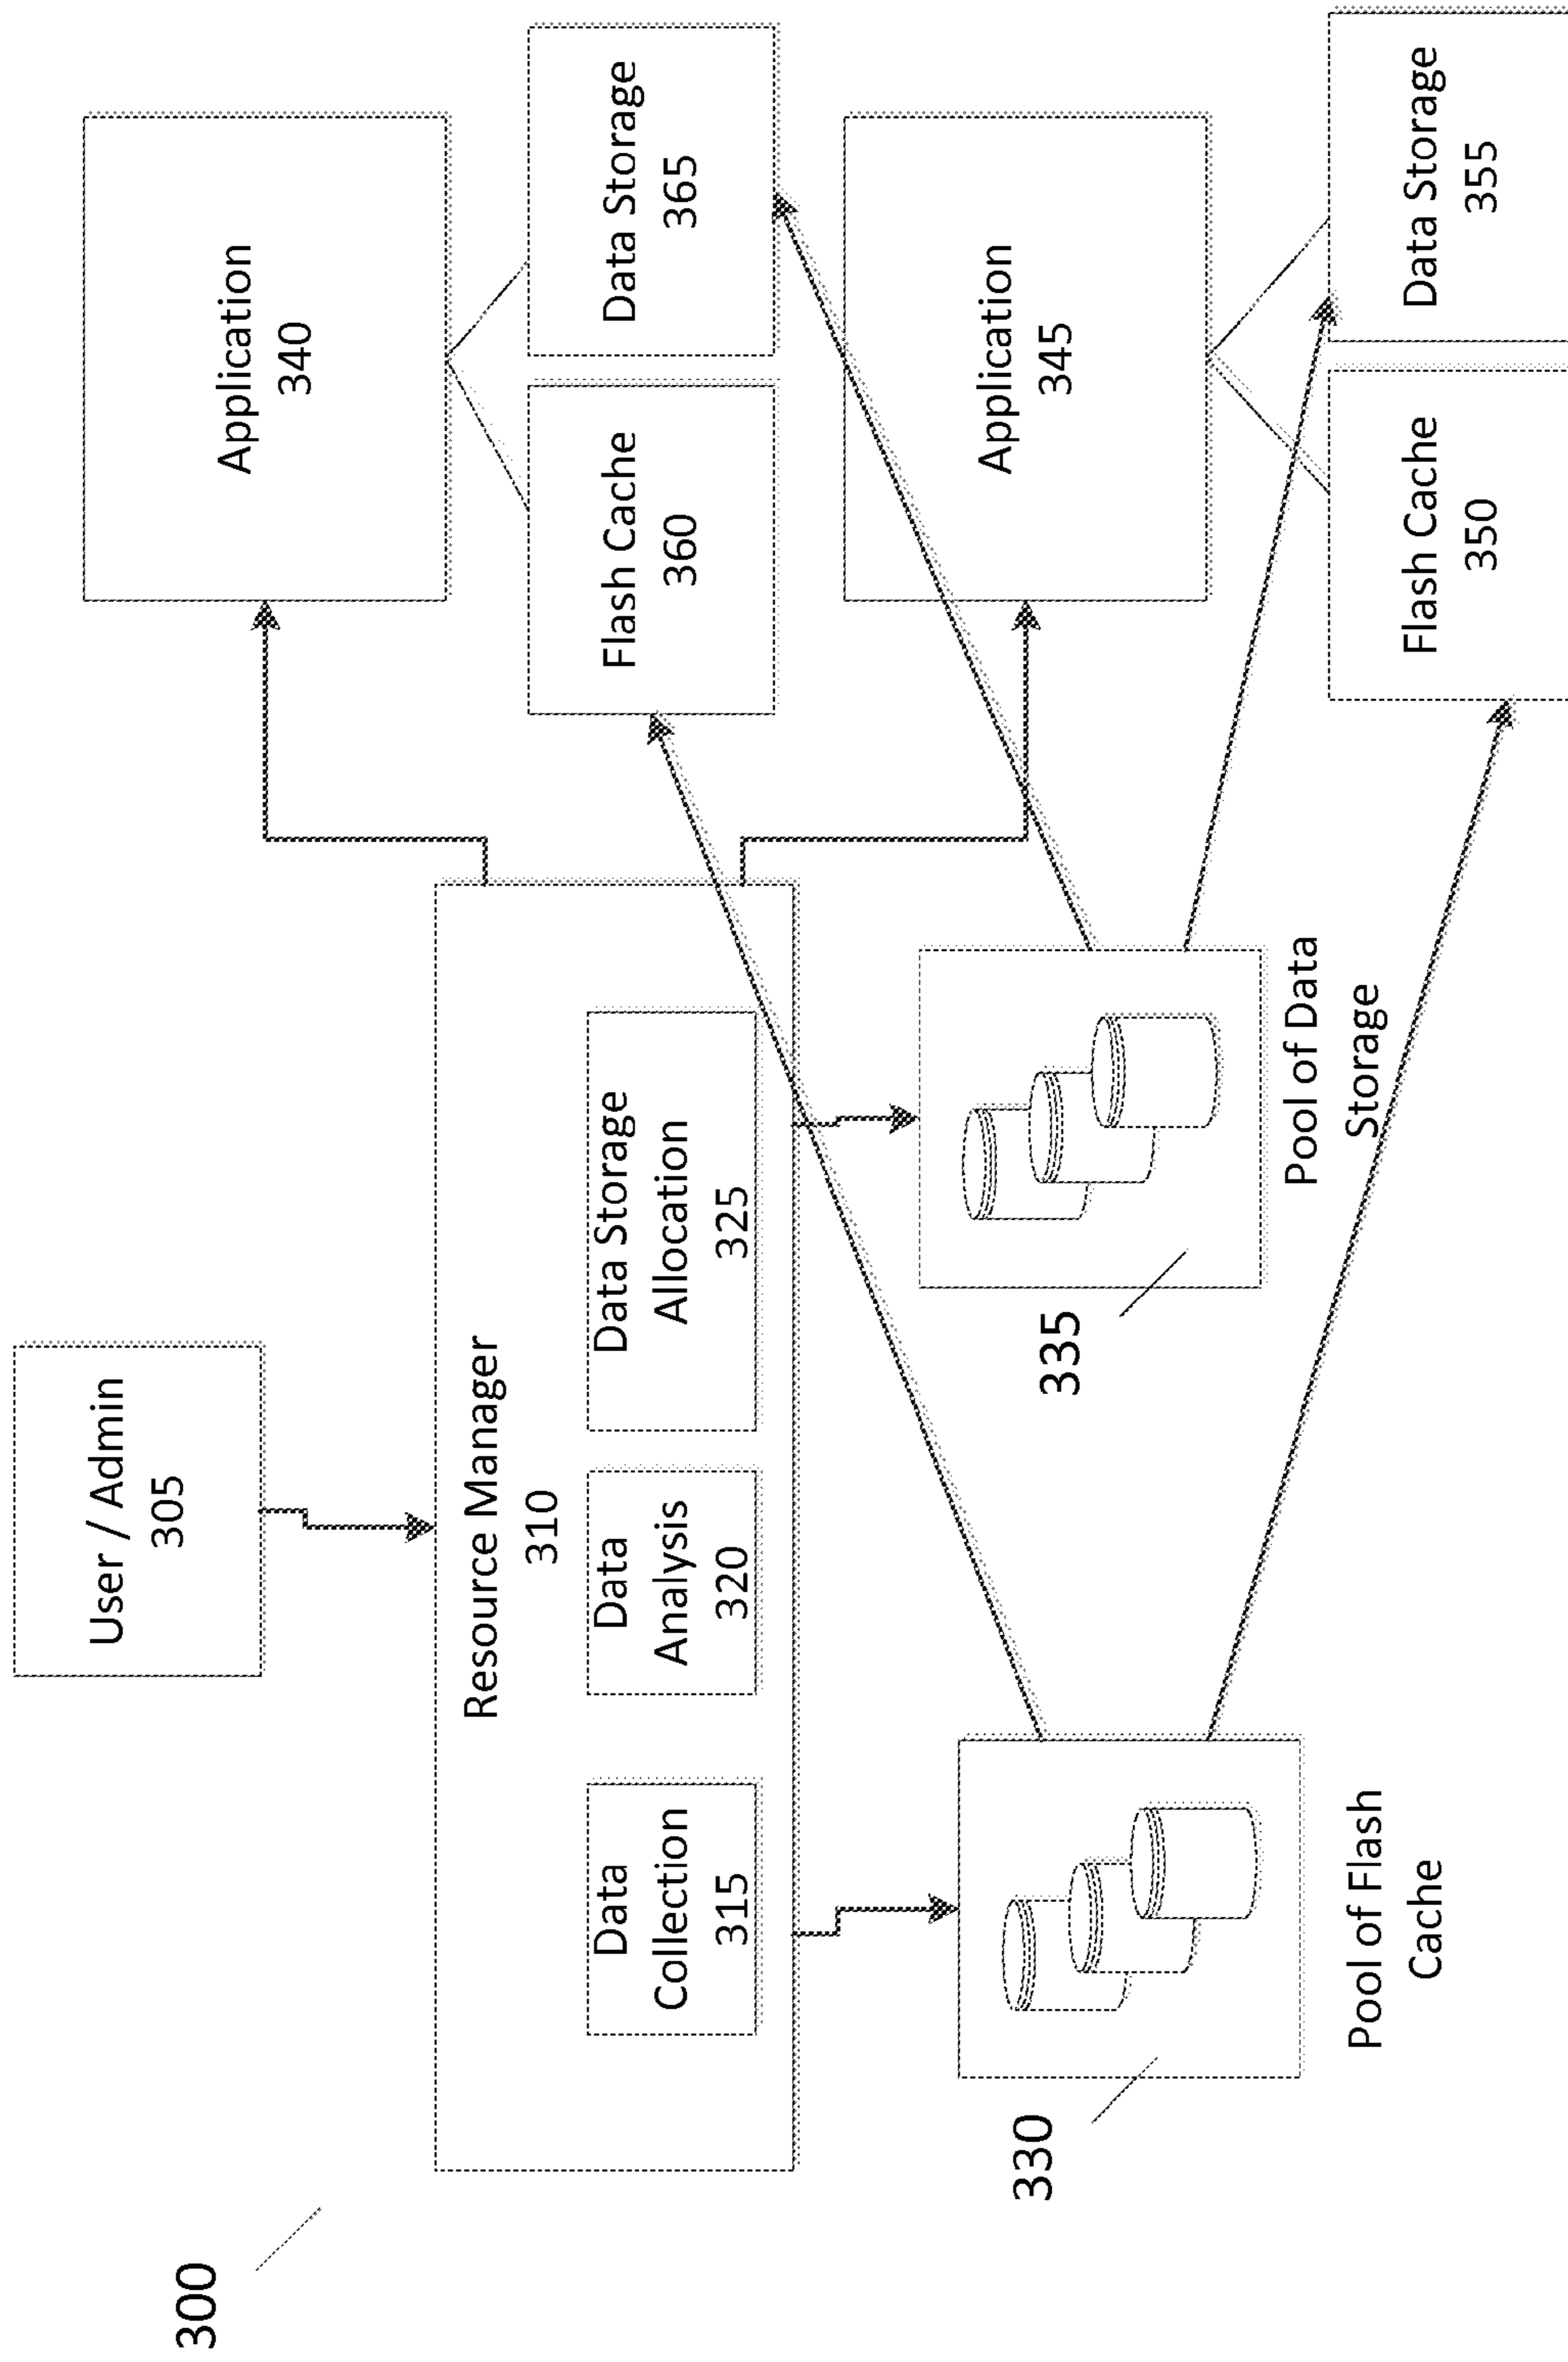 300
User / Admin
305
Resource Manager
310
Data
Collection
315
Data
Analysis
320
Data Storage
Allocation
325
330
Pool of Flash
Cache
335
Pool of Data
Storage
Application
340
Flash Cache
360
Data Storage
365
Application
345
Flash Cache
350
Data Storage
355